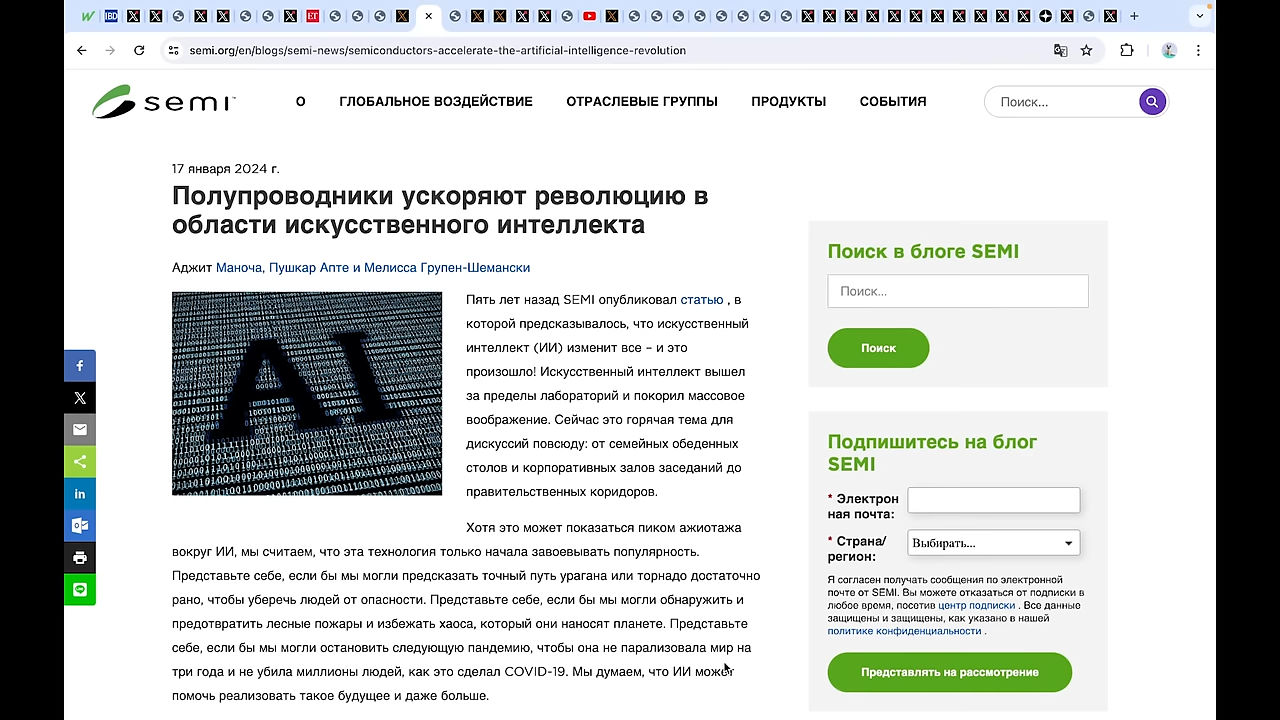 semi.org/en/blogs/semi-news/semiconductors-accelerate-the-artificial-intelligence-revolution
semi
О ГЛОБАЛЬНОЕ ВОЗДЕЙСТВИЕ ОТРАСЛЕВЫЕ ГРУППЫ ПРОДУКТЫ СОБЫТИЯ
Поиск...
17 января 2024 г.
Полупроводники ускоряют революцию в
области искусственного интеллекта
Аджит Маноча, Пушкар Апте и Мелисса Групен-Шемански
AI
Пять лет назад SEMI опубликовал статью , в
которой предсказывалось, что искусственный
интеллект (ИИ) изменит все – и это
произошло! Искусственный интеллект вышел
за пределы лабораторий и покорил массовое
воображение. Сейчас это горячая тема для
дискуссий повсюду: от семейных обеденных
столов и корпоративных залов заседаний до
правительственных коридоров.
Хотя это может показаться пиком ажиотажа
вокруг ИИ, мы считаем, что эта технология только начала завоевывать популярность.
Представьте себе, если бы мы могли предсказать точный путь урагана или торнадо достаточно
рано, чтобы уберечь людей от опасности. Представьте себе, если бы мы могли обнаружить и
предотвратить лесные пожары и избежать хаоса, который они наносят планете. Представьте
себе, если бы мы могли остановить следующую пандемию, чтобы она не парализовала мир на
три года и не убила миллионы людей, как это сделал COVID-19. Мы думаем, что ИИ может
помочь реализовать такое будущее и даже больше.
Поиск в блоге SEMI
Поиск...
Поиск
Подпишитесь на блог
SEMI
* Электрон
ная почта:
* Страна/
регион:
Выбирать...
Я согласен получать сообщения по электронной
почте от SEMI. Вы можете отказаться от подписки в
любое время, посетив центр подписки . Все данные
защищены и защищены, как указано в нашей
политике конфиденциальности .
Представлять на рассмотрение